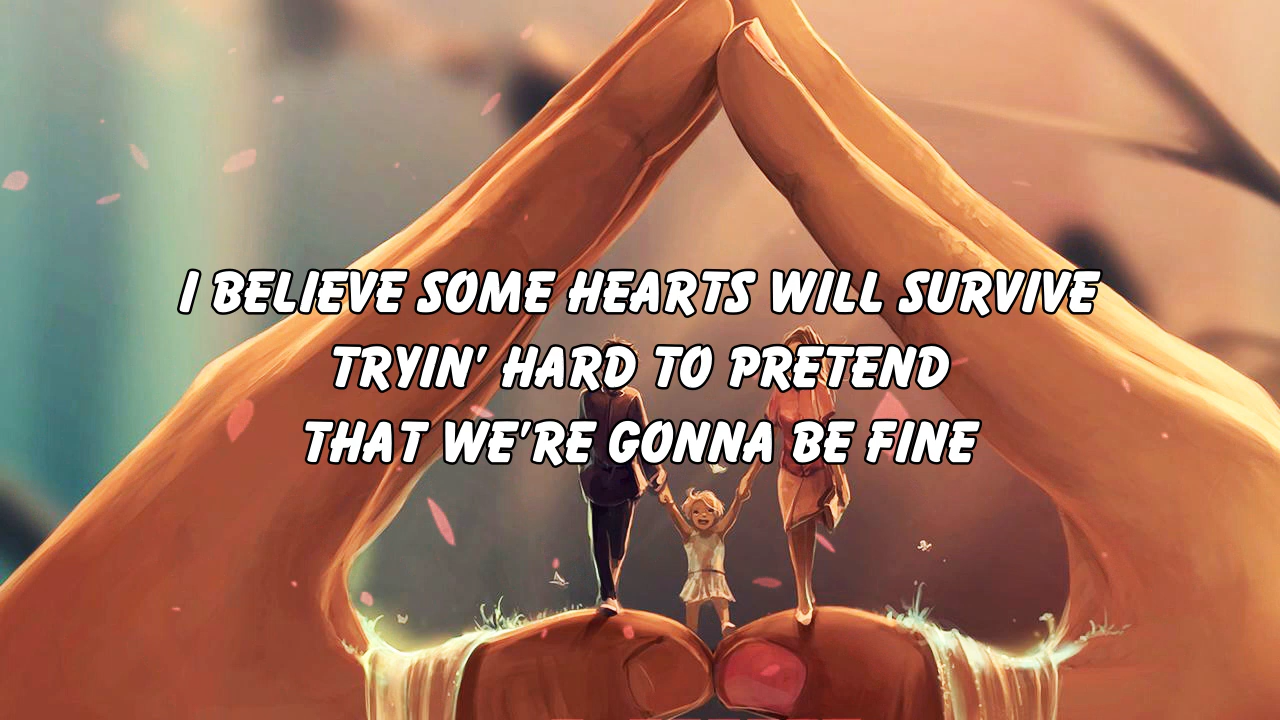 I BELIEVE SOME HEARTS WILL SURVIVE
TRYIN' HARD TO PRETEND
THAT WE'RE GONNA BE FINE